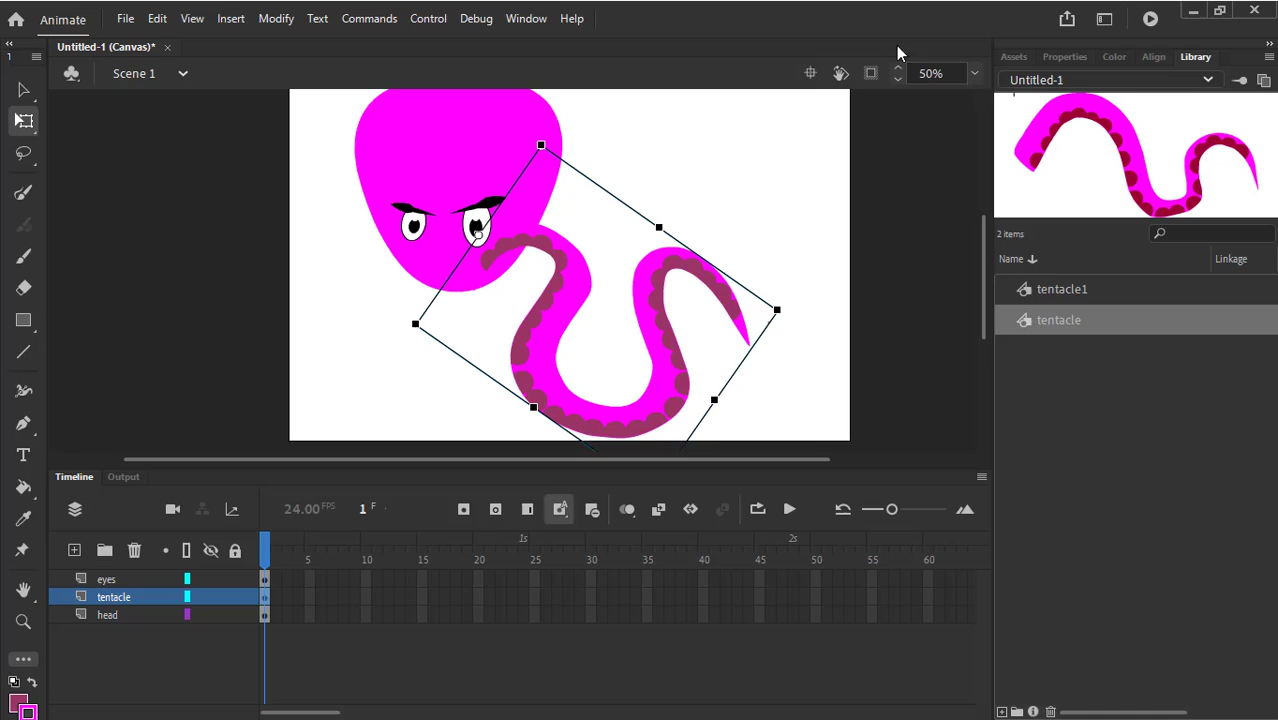 Animate File Edit View Insert Modify Text Commands Control Debug Window Help
1 Untitled-1 (Canvas)* Assets Properties Color Align Library
Scene 1 50% Untitled-1
2 items
Name Linkage
tentacle1
tentacle
Timeline Output
24.00 FPS 1 F
1s 2s
5 10 15 20 25 30 35 40 45 50 55 60
eyes
tentacle
head